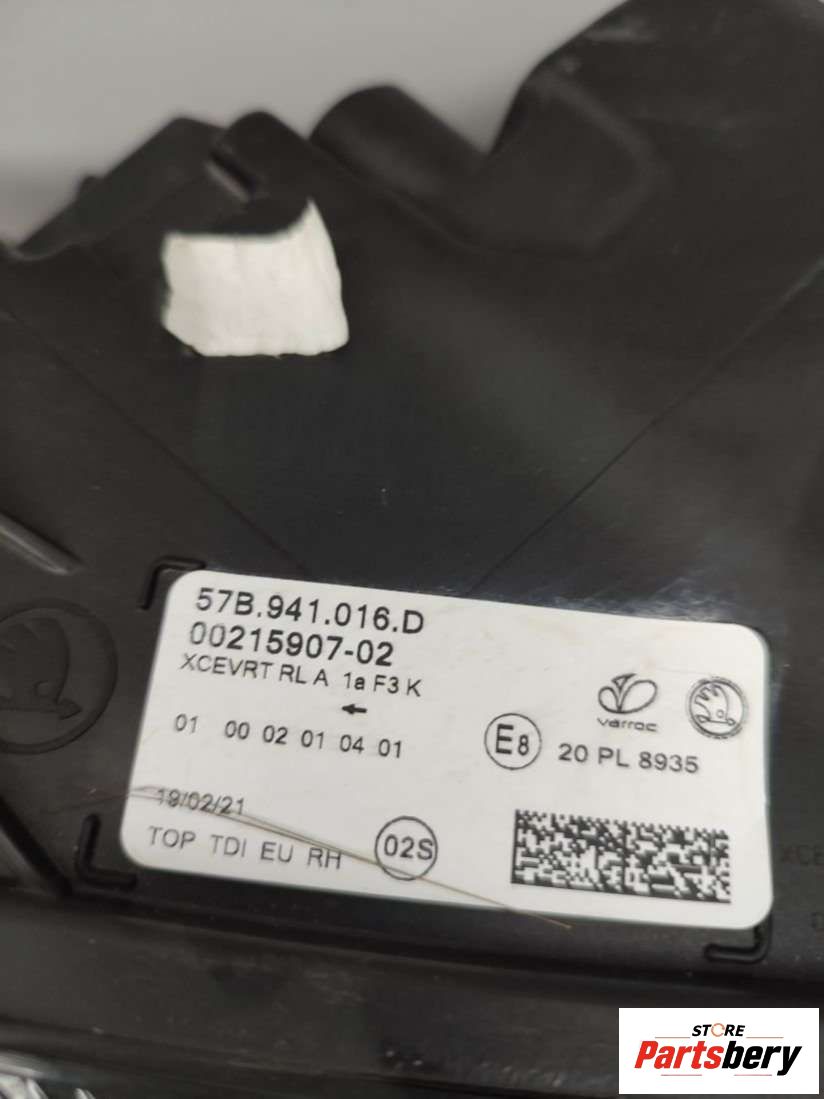 57B.941.016.D
00215907-02
XCEVRT RL A 1a F3 K
←
01 00 02 01 04 01
varroc
E8 20 PL 8935
19/02/21
TOP TDI EU RH 02S
STORE
Partsbery